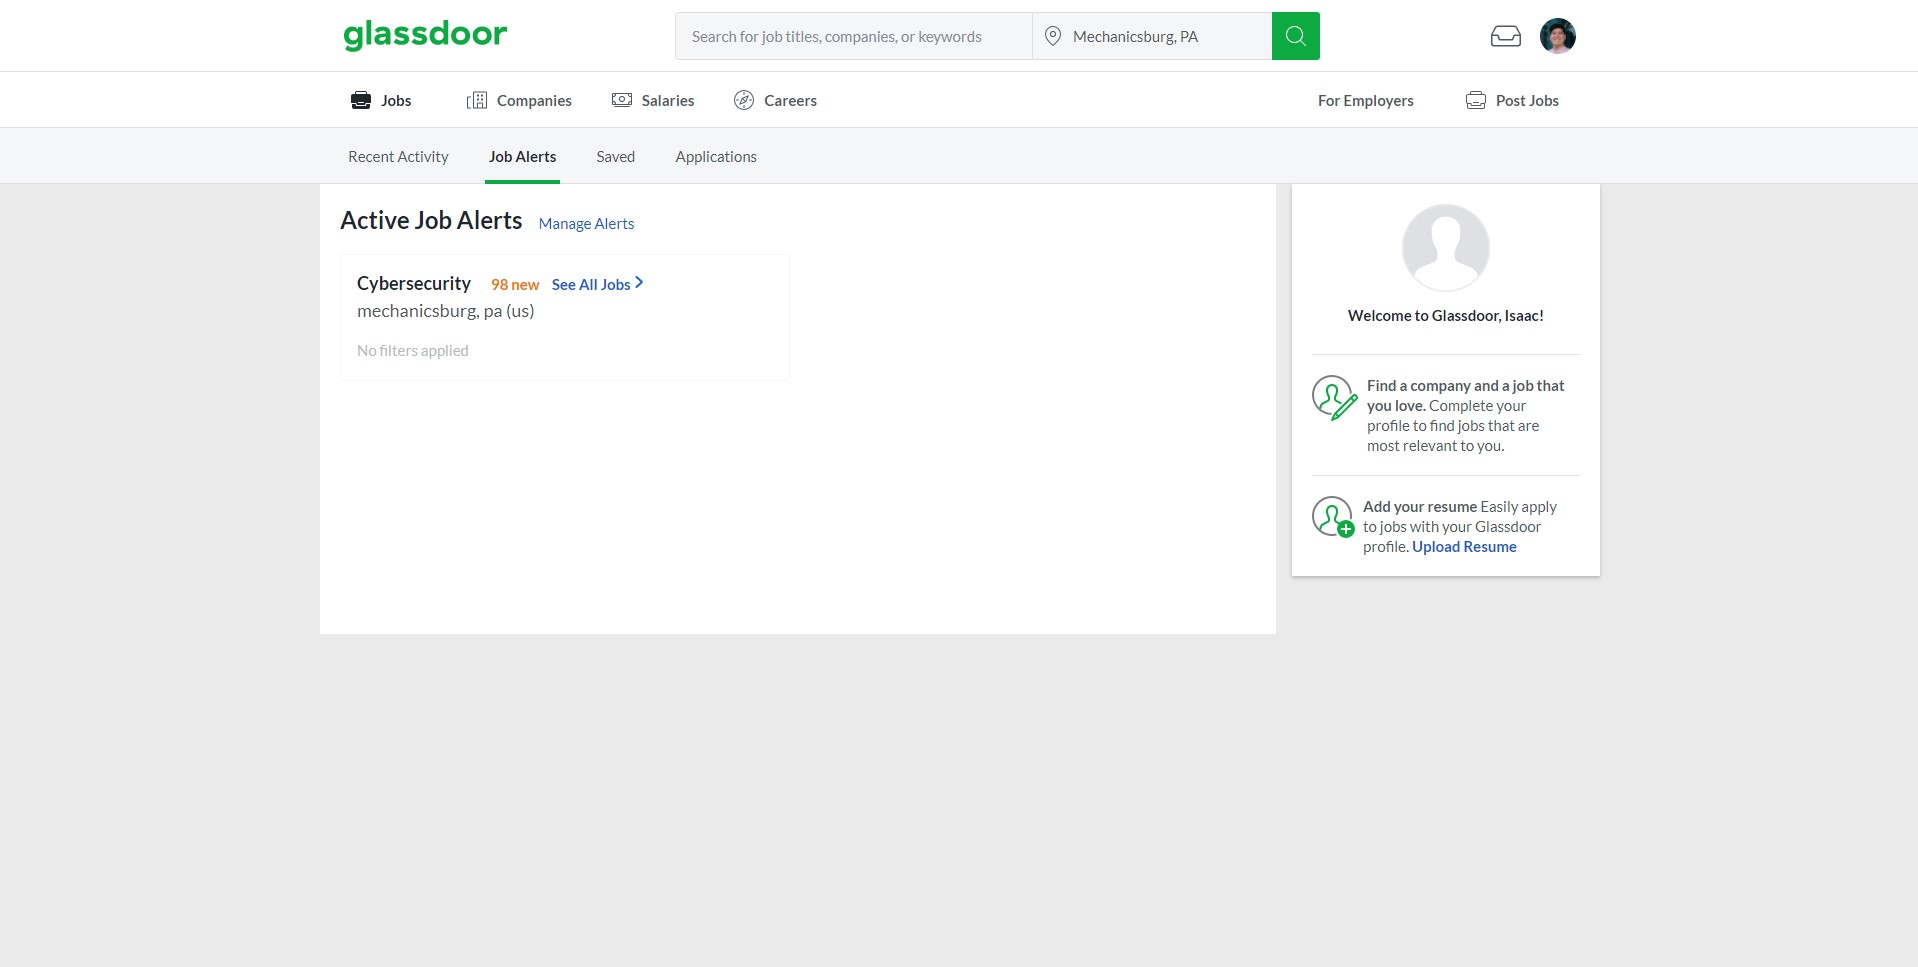 glassdoor
Search for job titles, companies, or keywords
Mechanicsburg, PA
Jobs
Companies
Salaries
Careers
For Employers
Post Jobs
Recent Activity
Job Alerts
Saved
Applications
Active Job Alerts
Manage Alerts
Cybersecurity
98 new
See All Jobs
mechanicsburg, pa (us)
No filters applied
Welcome to Glassdoor, Isaac!
Find a company and a job that
you love. Complete your
profile to find jobs that are
most relevant to you.
Add your resume Easily apply
to jobs with your Glassdoor
profile. Upload Resume